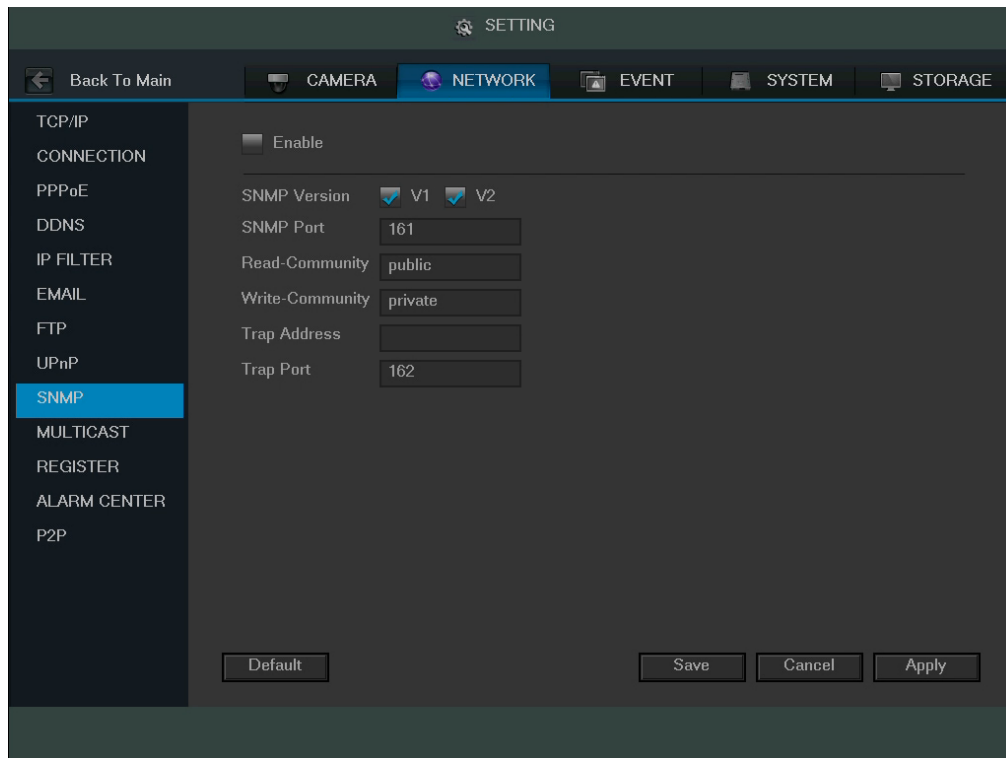 SETTING
Back To Main CAMERA NETWORK EVENT SYSTEM STORAGE
TCP/IP
CONNECTION
PPPoE
DDNS
IP FILTER
EMAIL
FTP
UPnP
SNMP
MULTICAST
REGISTER
ALARM CENTER
P2P
Enable
SNMP Version V1 V2
SNMP Port 161
Read-Community public
Write-Community private
Trap Address
Trap Port 162
Default Save Cancel Apply